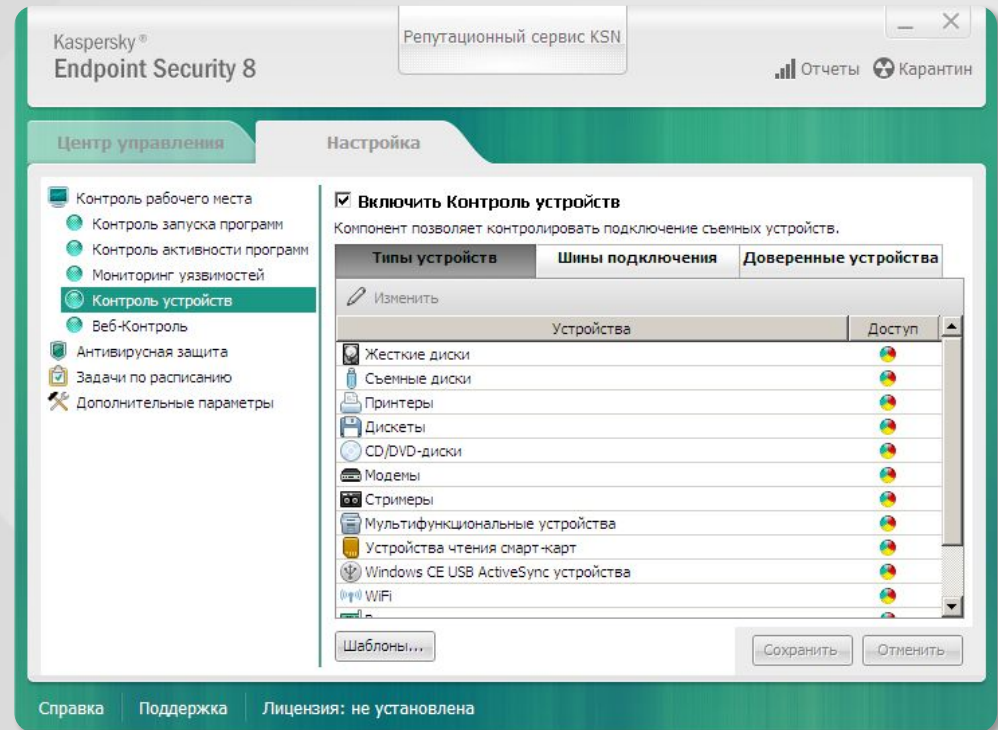 Kaspersky®
Endpoint Security 8
Репутационный сервис KSN
Отчеты
Карантин
Центр управления
Настройка
Контроль рабочего места
Контроль запуска программ
Контроль активности программ
Мониторинг уязвимостей
Контроль устройств
Веб-Контроль
Антивирусная защита
Задачи по расписанию
Дополнительные параметры
Включить Контроль устройств
Компонент позволяет контролировать подключение съемных устройств.
Типы устройств
Шины подключения
Доверенные устройства
Изменить
Устройства
Доступ
Жесткие диски
Съемные диски
Принтеры
Дискеты
CD/DVD-диски
Модемы
Стримеры
Мультифункциональные устройства
Устройства чтения смарт-карт
Windows CE USB ActiveSync устройства
WiFi
Шаблоны...
Сохранить
Отменить
Справка
Поддержка
Лицензия: не установлена